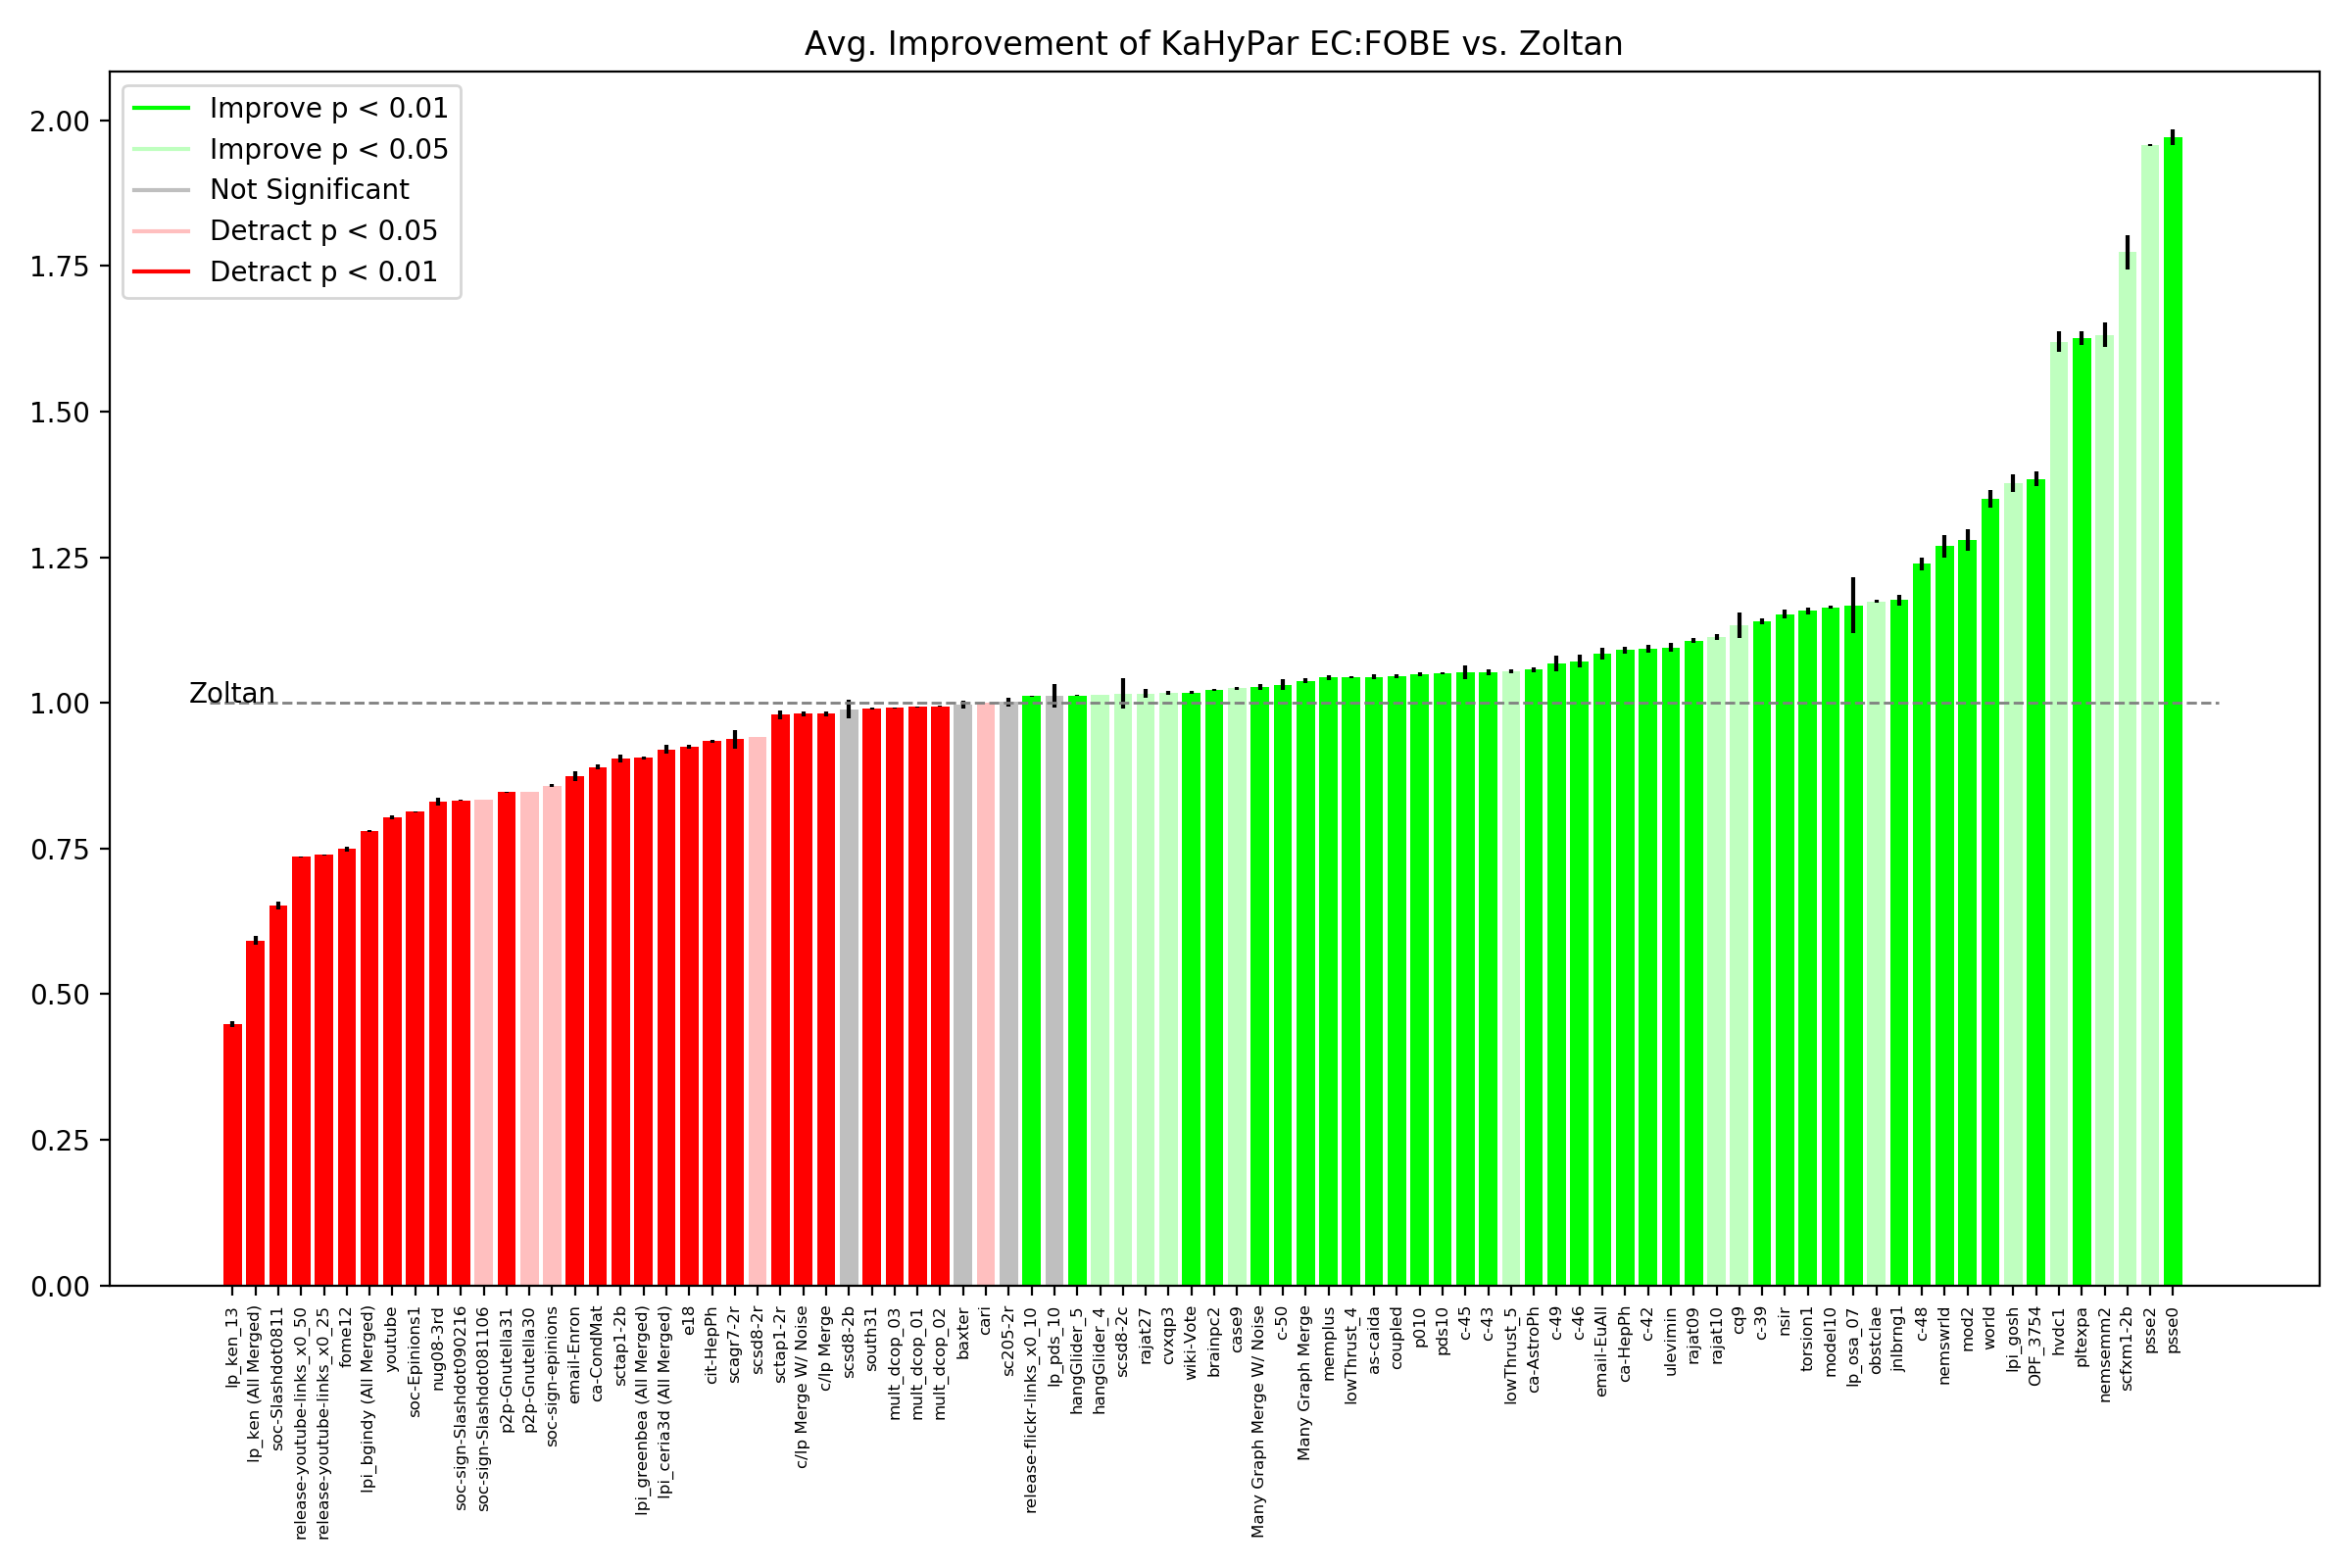 Avg. Improvement of KaHyPar EC:FOBE vs. Zoltan
Improve p < 0.01
Improve p < 0.05
Not Significant
Detract p < 0.05
Detract p < 0.01
2.00
1.75
1.50
1.25
1.00
0.75
0.50
0.25
0.00
Zoltan
lp_ken_13
lp_ken (All Merged)
soc-Slashdot0811
release-youtube-links_x0_50
release-youtube-links_x0_25
fome12
lpi_bgindy (All Merged)
youtube
soc-Epinions1
nug08-3rd
soc-sign-Slashdot090216
soc-sign-Slashdot081106
p2p-Gnutella31
p2p-Gnutella30
soc-sign-epinions
email-Enron
ca-CondMat
sctap1-2b
lpi_greenbea (All Merged)
lpi_ceria3d (All Merged)
e18
cit-HepPh
scagr7-2r
scsd8-2r
sctap1-2r
c/lp Merge W/ Noise
c/lp Merge
scsd8-2b
south31
mult_dcop_03
mult_dcop_01
mult_dcop_02
baxter
cari
sc205-2r
release-flickr-links_x0_10
lp_pds_10
hangGlider_5
hangGlider_4
scsd8-2c
rajat27
cvxqp3
wiki-Vote
brainpc2
case9
Many Graph Merge W/ Noise
c-50
Many Graph Merge
memplus
lowThrust_4
as-caida
coupled
p010
pds10
c-45
c-43
lowThrust_5
ca-AstroPh
c-49
c-46
email-EuAll
ca-HepPh
c-42
ulevimin
rajat09
rajat10
cq9
c-39
nsir
torsion1
model10
lp_osa_07
obstclae
jnlbrng1
c-48
nemswrld
mod2
world
lpi_gosh
OPF_3754
hvdc1
pltexpa
nemsemm2
scfxm1-2b
psse2
psse0